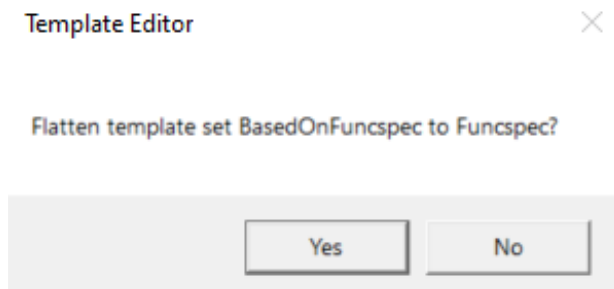 Template Editor
Flatten template set BasedOnFuncspec to Funcspec?
Yes
No